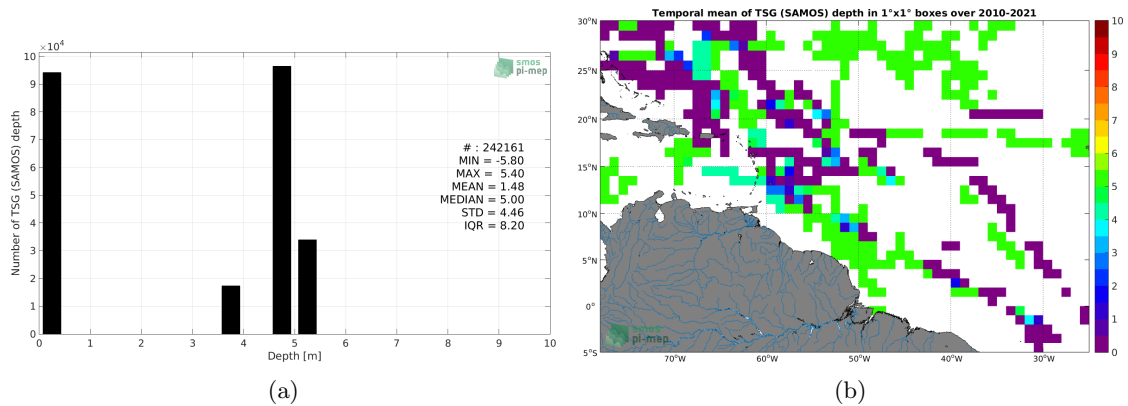 ×10⁴
10
9
8
7
6
5
4
3
2
1
0
Number of TSG (SAMOS) depth
smos
pi-mep
# : 242161
MIN = -5.80
MAX = 5.40
MEAN = 1.48
MEDIAN = 5.00
STD = 4.46
IQR = 8.20
0 1 2 3 4 5 6 7 8 9 10
Depth [m]
(a)
Temporal mean of TSG (SAMOS) depth in 1°x1° boxes over 2010-2021
30°N
25°N
20°N
15°N
10°N
5°N
0°
5°S
70°W 60°W 50°W 40°W 30°W
smos
pi-mep
10
9
8
7
6
5
4
3
2
1
0
(b)